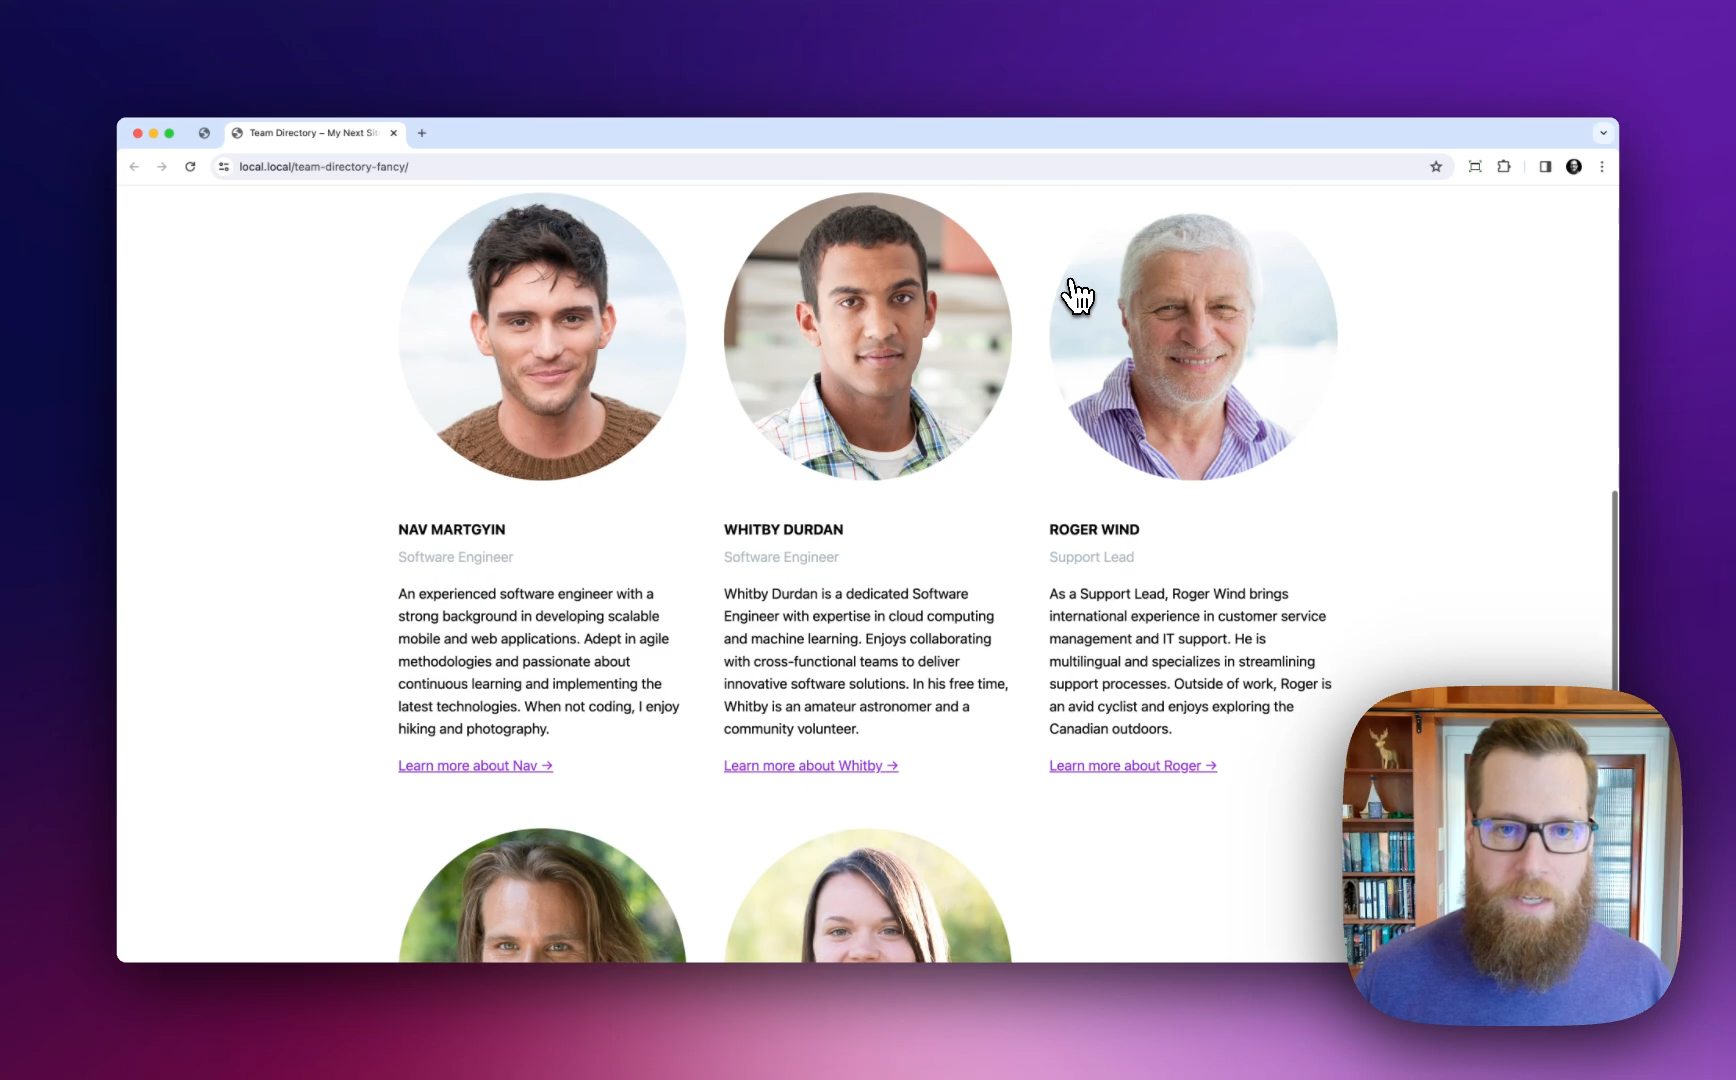 Team Directory – My Next Sit
local.local/team-directory-fancy/
NAV MARTGYIN
Software Engineer
An experienced software engineer with a
strong background in developing scalable
mobile and web applications. Adept in agile
methodologies and passionate about
continuous learning and implementing the
latest technologies. When not coding, I enjoy
hiking and photography.
Learn more about Nav →
WHITBY DURDAN
Software Engineer
Whitby Durdan is a dedicated Software
Engineer with expertise in cloud computing
and machine learning. Enjoys collaborating
with cross-functional teams to deliver
innovative software solutions. In his free time,
Whitby is an amateur astronomer and a
community volunteer.
Learn more about Whitby →
ROGER WIND
Support Lead
As a Support Lead, Roger Wind brings
international experience in customer service
management and IT support. He is
multilingual and specializes in streamlining
support processes. Outside of work, Roger is
an avid cyclist and enjoys exploring the
Canadian outdoors.
Learn more about Roger →